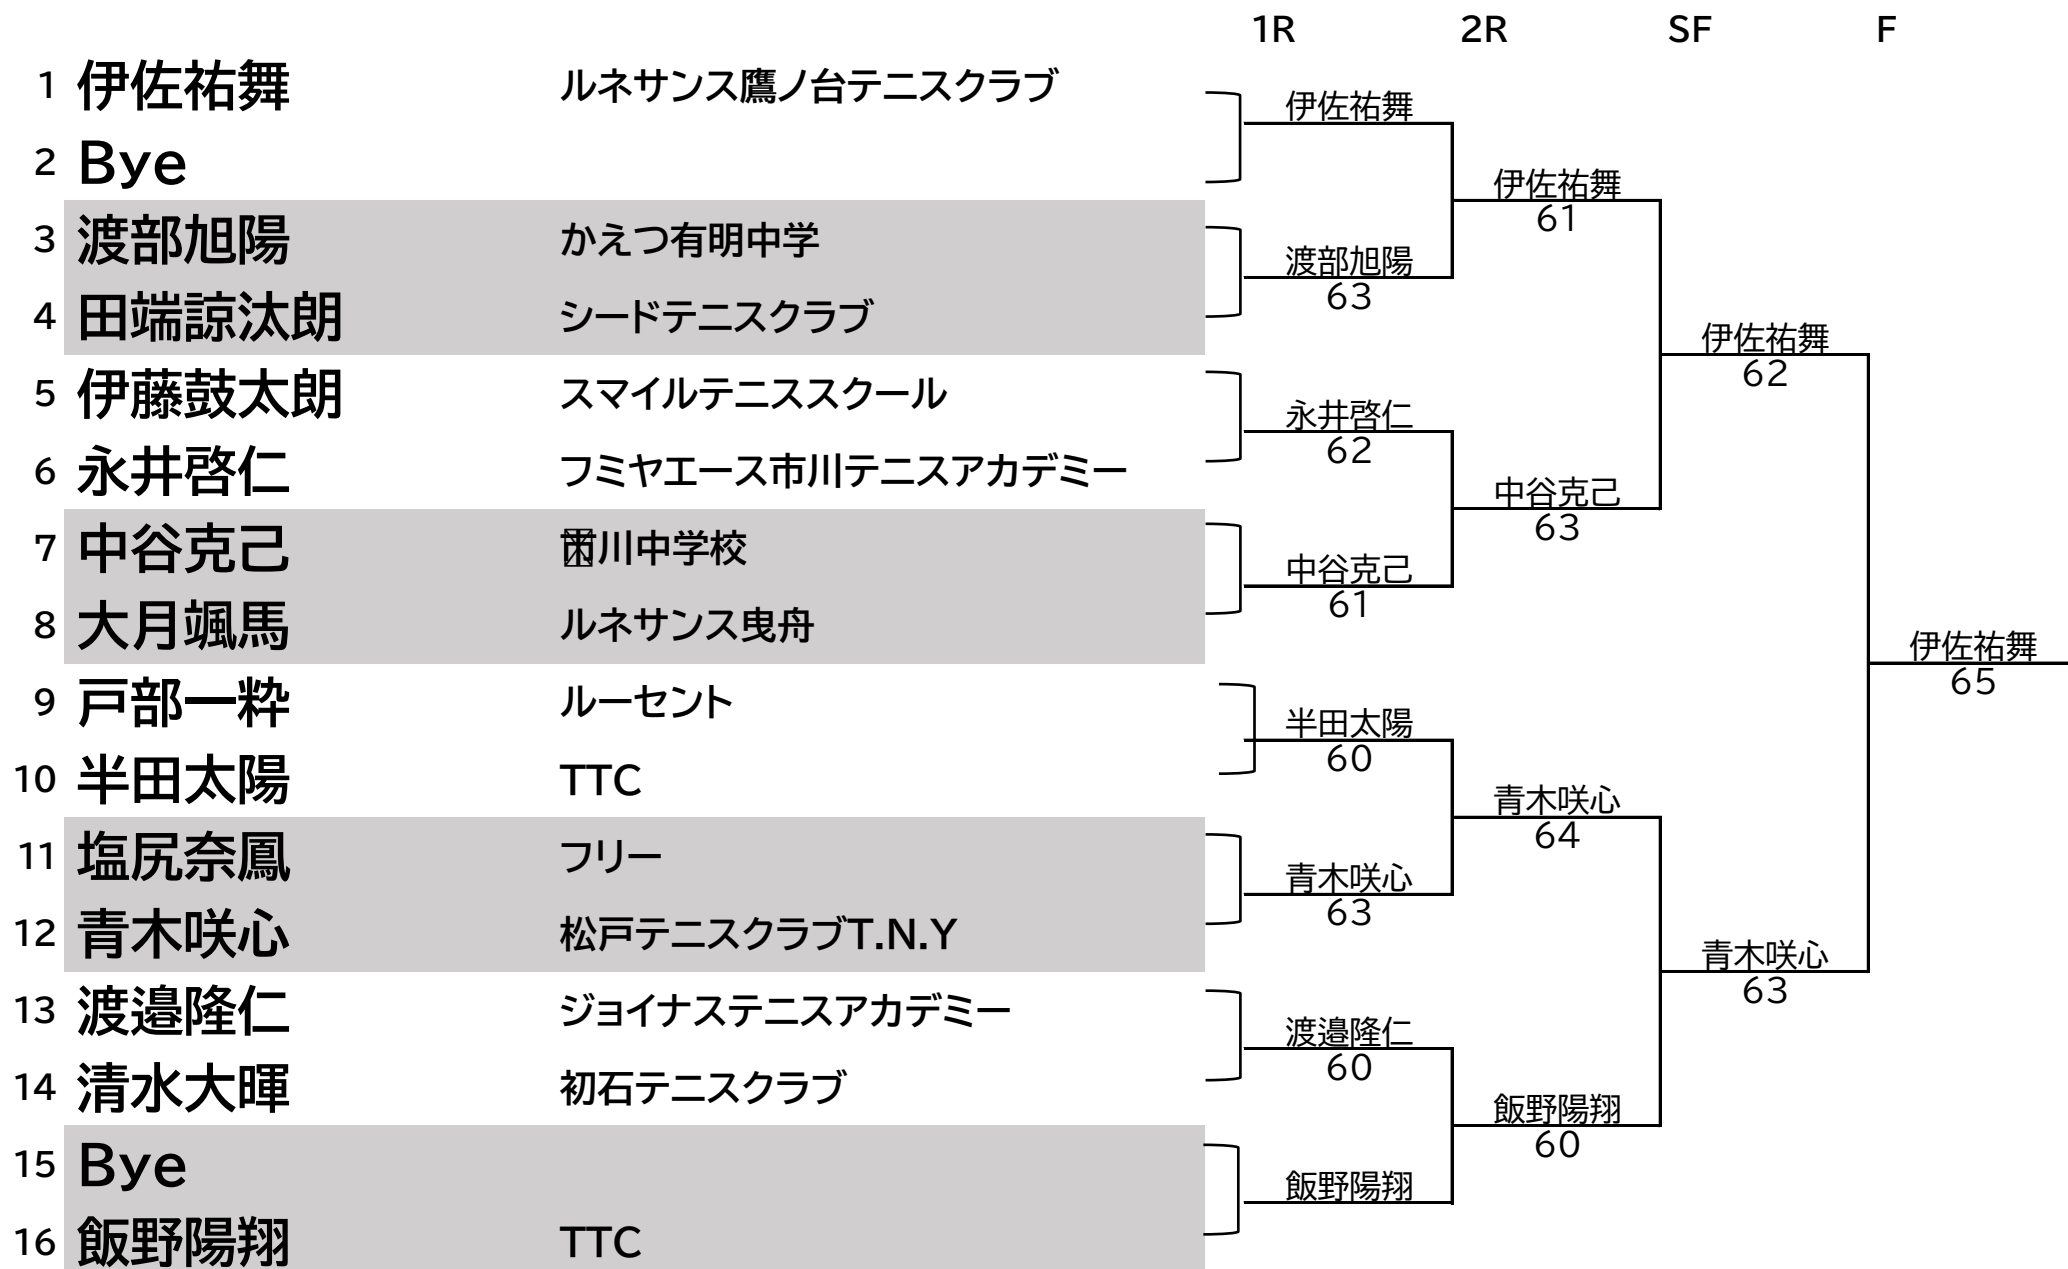 1R 2R SF F
1 伊佐祐舞 ルネサンス鷹ノ台テニスクラブ
伊佐祐舞
2 Bye
伊佐祐舞
61
3 渡部旭陽 かえつ有明中学
渡部旭陽
63
4 田端諒汰朗 シードテニスクラブ
伊佐祐舞
62
5 伊藤鼓太朗 スマイルテニススクール
永井啓仁
62
6 永井啓仁 フミヤエース市川テニスアカデミー
中谷克己
63
7 中谷克己 川中学校
中谷克己
61
8 大月颯馬 ルネサンス曳舟
伊佐祐舞
65
9 戸部一粋 ルーセント
半田太陽
60
10 半田太陽 TTC
青木咲心
64
11 塩尻奈鳳 フリー
青木咲心
63
12 青木咲心 松戸テニスクラブT.N.Y
青木咲心
63
13 渡邉隆仁 ジョイナステニスアカデミー
渡邉隆仁
60
14 清水大暉 初石テニスクラブ
飯野陽翔
60
15 Bye
飯野陽翔
16 飯野陽翔 TTC